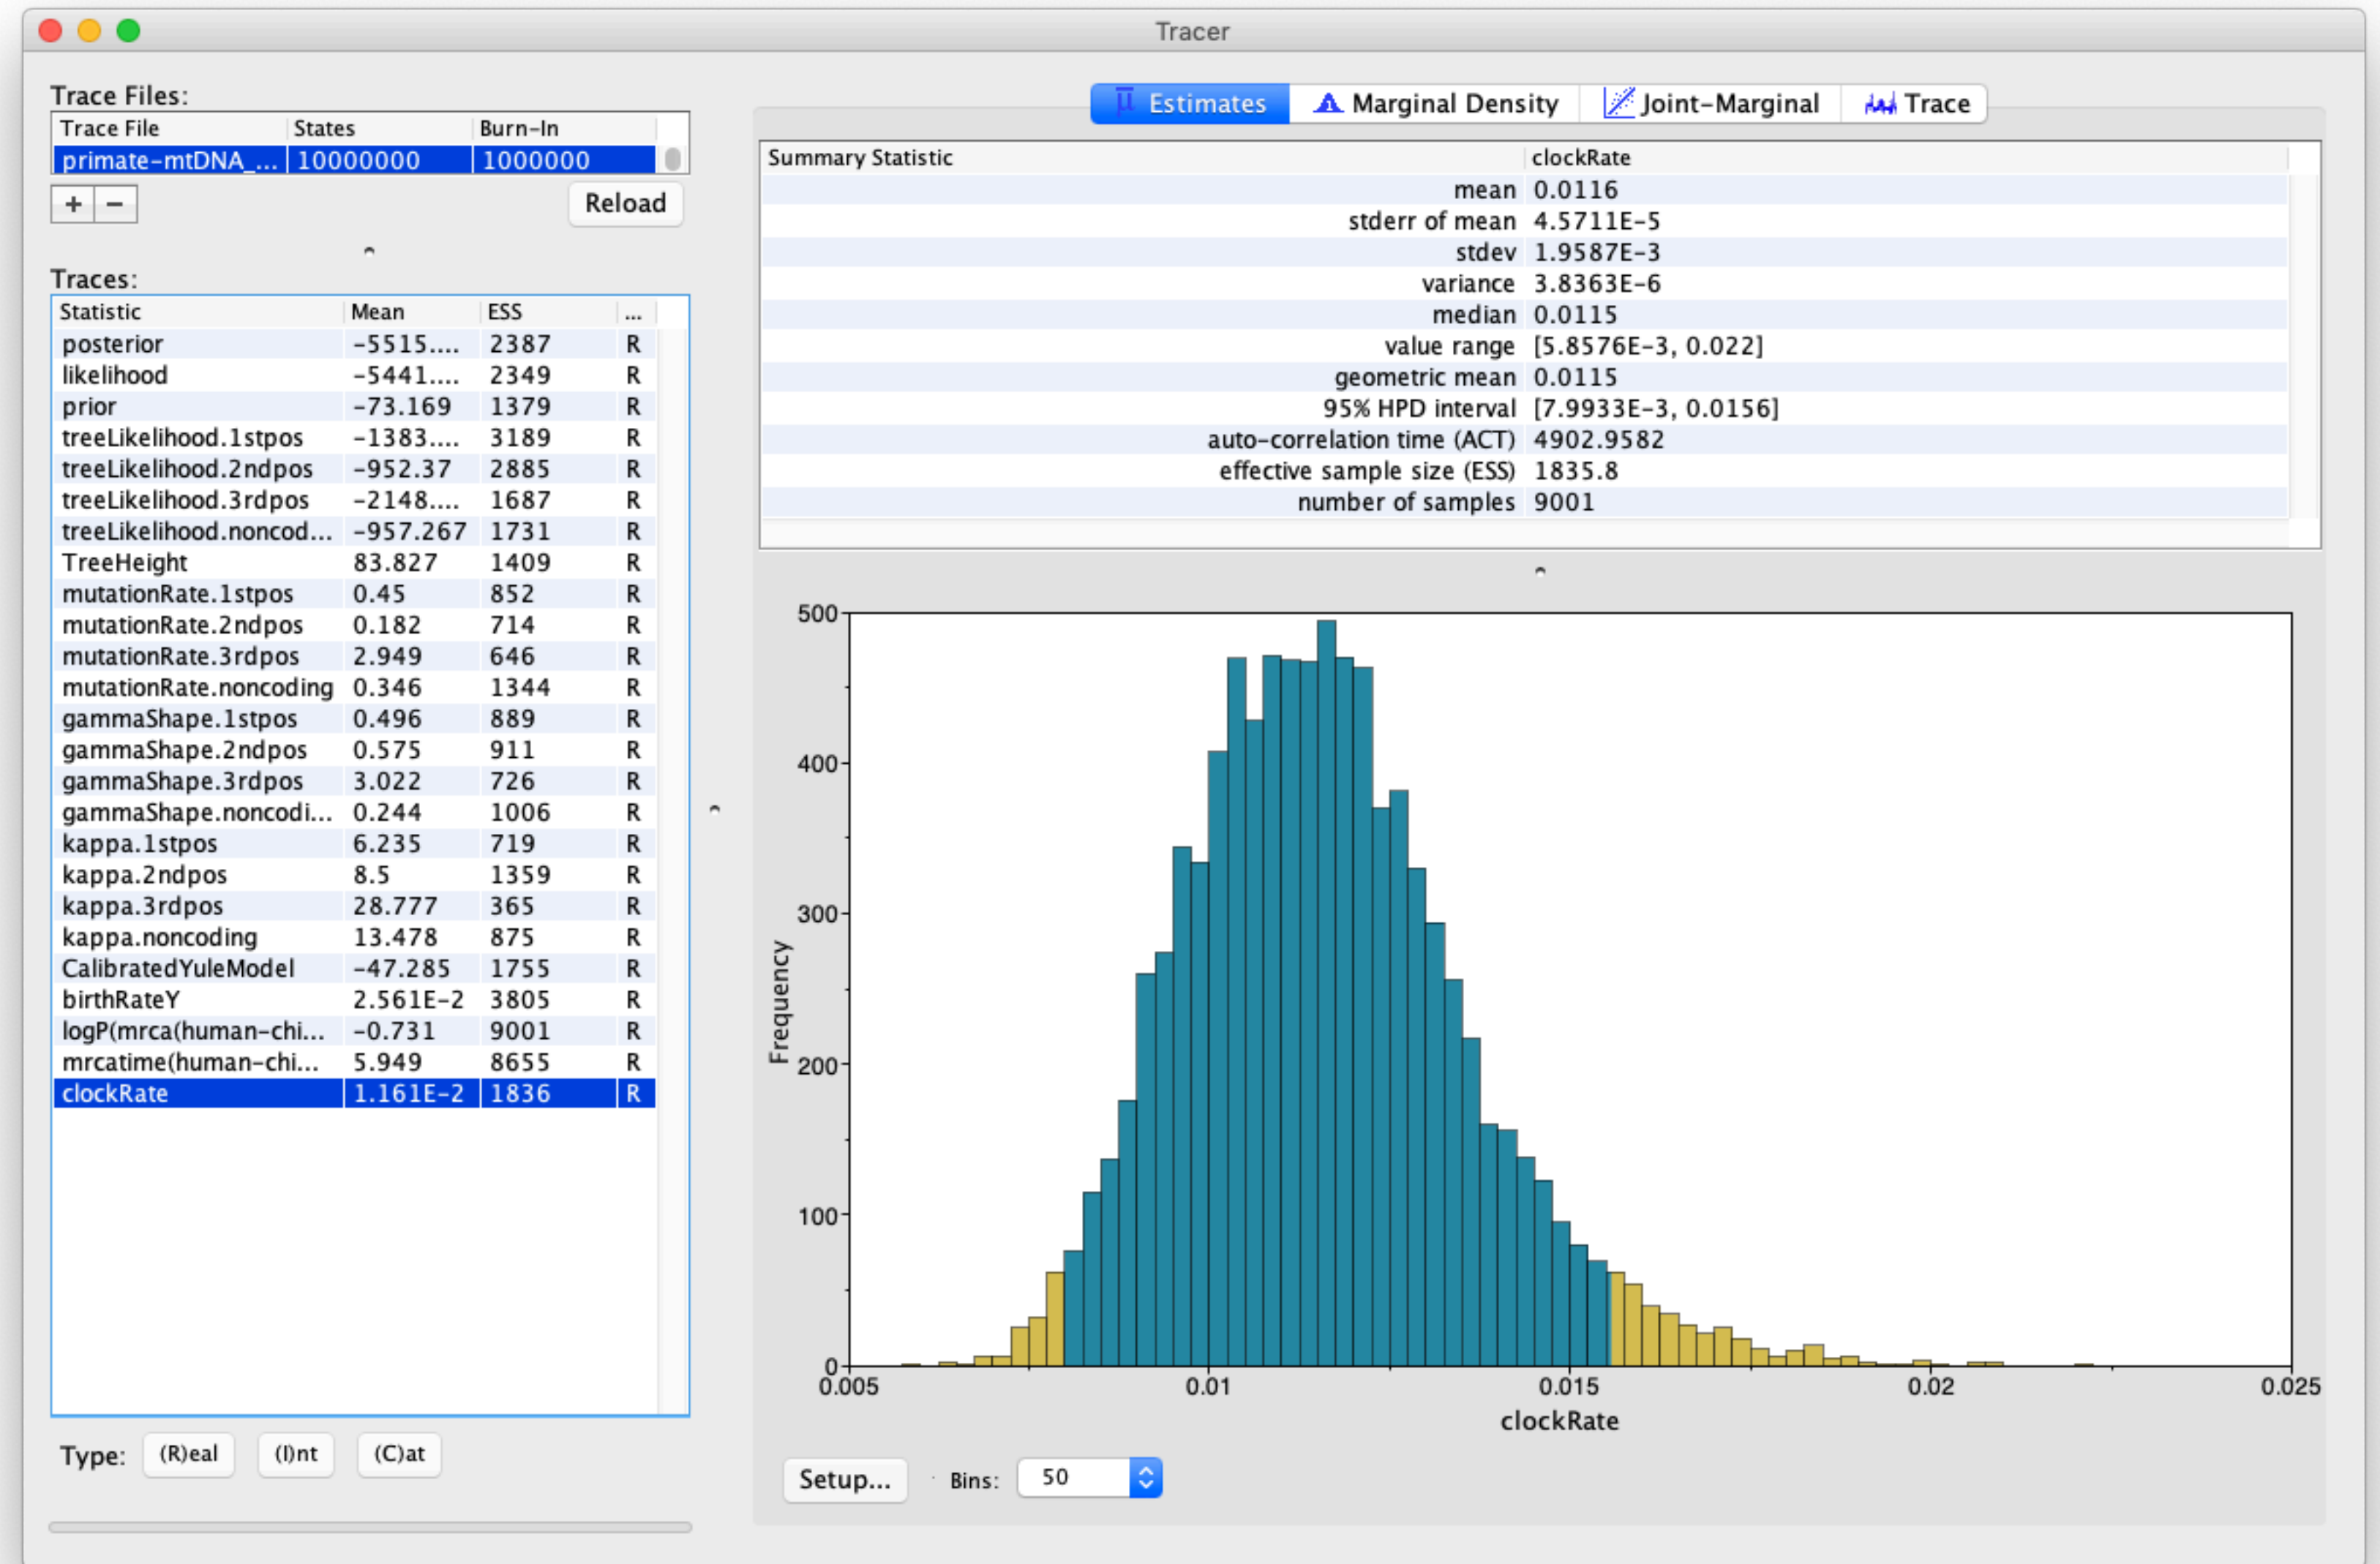 Tracer
Trace Files:
Trace File States Burn-In
primate-mtDNA_... 10000000 1000000
+ −
Reload
Traces:
Statistic Mean ESS ...
posterior −5515.... 2387 R
likelihood −5441.... 2349 R
prior −73.169 1379 R
treeLikelihood.1stpos −1383.... 3189 R
treeLikelihood.2ndpos −952.37 2885 R
treeLikelihood.3rdpos −2148.... 1687 R
treeLikelihood.noncod... −957.267 1731 R
TreeHeight 83.827 1409 R
mutationRate.1stpos 0.45 852 R
mutationRate.2ndpos 0.182 714 R
mutationRate.3rdpos 2.949 646 R
mutationRate.noncoding 0.346 1344 R
gammaShape.1stpos 0.496 889 R
gammaShape.2ndpos 0.575 911 R
gammaShape.3rdpos 3.022 726 R
gammaShape.noncodi... 0.244 1006 R
kappa.1stpos 6.235 719 R
kappa.2ndpos 8.5 1359 R
kappa.3rdpos 28.777 365 R
kappa.noncoding 13.478 875 R
CalibratedYuleModel −47.285 1755 R
birthRateY 2.561E−2 3805 R
logP(mrca(human-chi... −0.731 9001 R
mrcatime(human-chi... 5.949 8655 R
clockRate 1.161E−2 1836 R
Type: (R)eal (I)nt (C)at
μ Estimates Marginal Density Joint-Marginal Trace
Summary Statistic clockRate
mean 0.0116
stderr of mean 4.5711E−5
stdev 1.9587E−3
variance 3.8363E−6
median 0.0115
value range [5.8576E−3, 0.022]
geometric mean 0.0115
95% HPD interval [7.9933E−3, 0.0156]
auto-correlation time (ACT) 4902.9582
effective sample size (ESS) 1835.8
number of samples 9001
500
400
300
200
100
0
Frequency
0.005 0.01 0.015 0.02 0.025
clockRate
Setup... Bins: 50